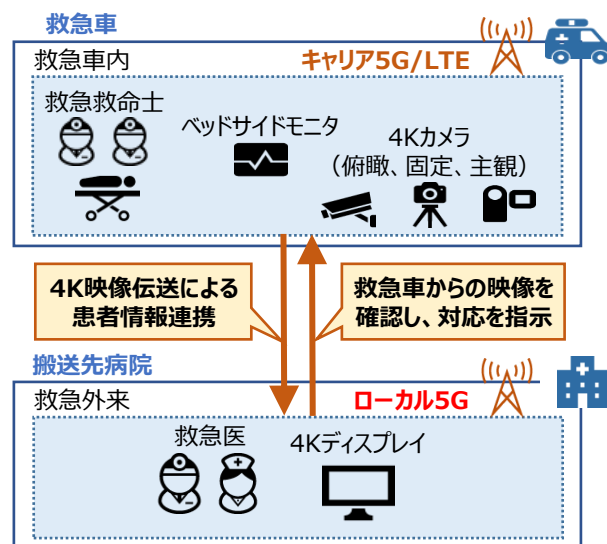 救急車
救急車内
キャリア5G/LTE
救急救命士
ベッドサイドモニタ
4Kカメラ
（俯瞰、固定、主観）
4K映像伝送による
患者情報連携
救急車からの映像を
確認し、対応を指示
搬送先病院
救急外来
ローカル5G
救急医
4Kディスプレイ